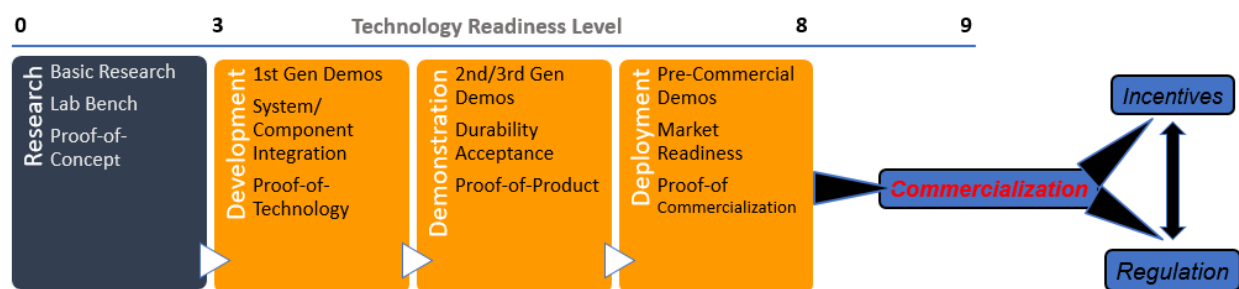 0
3
Technology Readiness Level
8
9
Research
Basic Research
Lab Bench
Proof-of-
Concept
Development
1st Gen Demos
System/
Component
Integration
Proof-of-
Technology
Demonstration
2nd/3rd Gen
Demos
Durability
Acceptance
Proof-of-Product
Deployment
Pre-Commercial
Demos
Market
Readiness
Proof-of
Commercialization
Commercialization
Incentives
Regulation